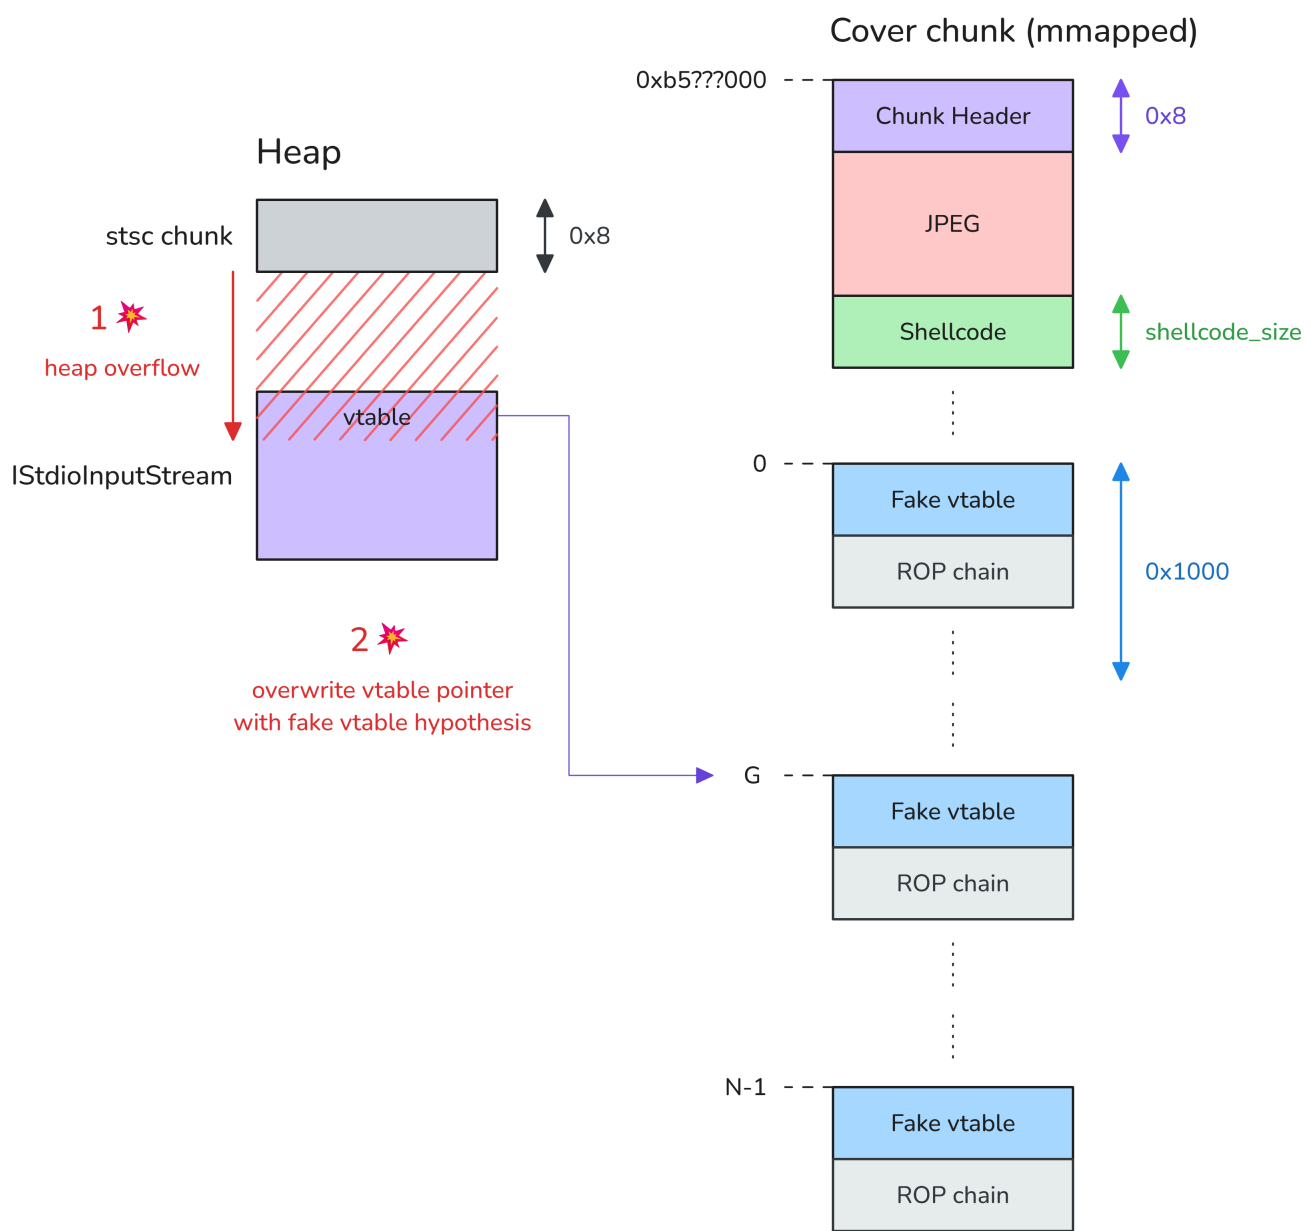 Cover chunk (mmapped)
0xb5???000
Chunk Header
0x8
Heap
JPEG
stsc chunk
0x8
1
Shellcode
shellcode_size
heap overflow
vtable
IStdioInputStream
0
Fake vtable
ROP chain
0x1000
2
overwrite vtable pointer
with fake vtable hypothesis
G
Fake vtable
ROP chain
N-1
Fake vtable
ROP chain